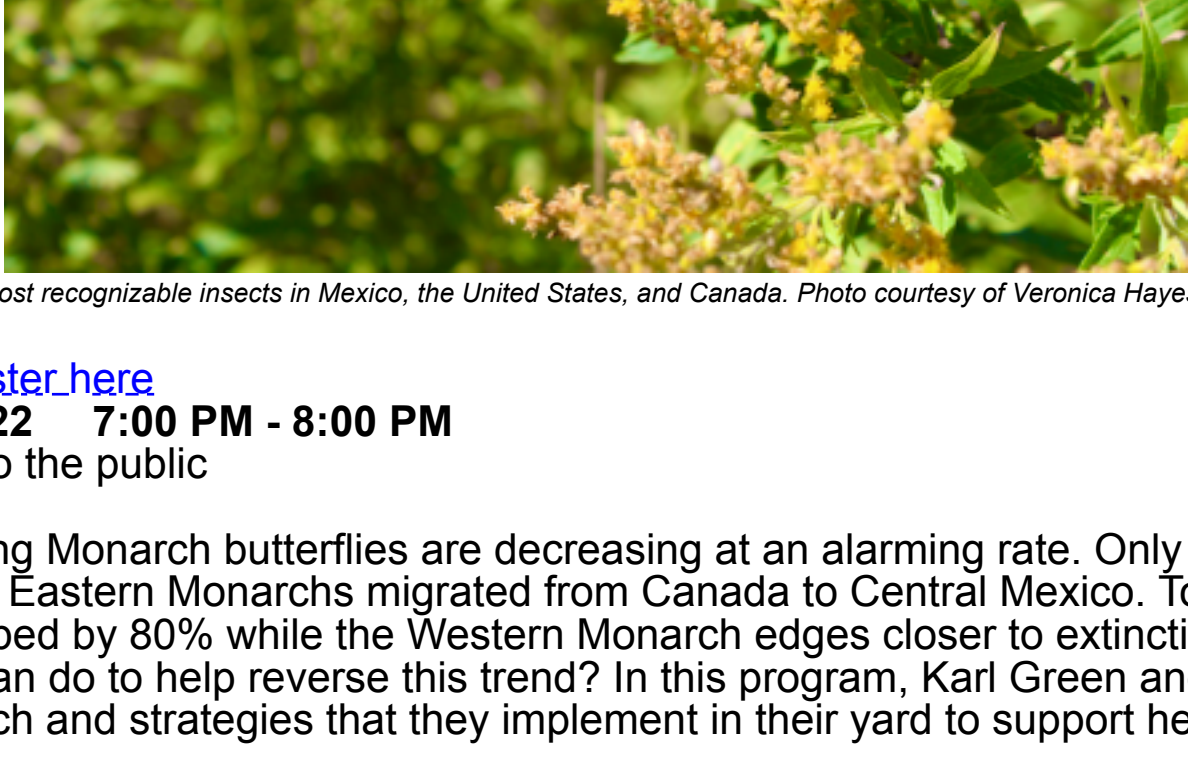 ost recognizable insects in Mexico, the United States, and Canada. Photo courtesy of Veronica Haye
ster here
22 7:00 PM - 8:00 PM
o the public
ng Monarch butterflies are decreasing at an alarming rate. Only
Eastern Monarchs migrated from Canada to Central Mexico. To
ped by 80% while the Western Monarch edges closer to extincti
an do to help reverse this trend? In this program, Karl Green an
ch and strategies that they implement in their yard to support he